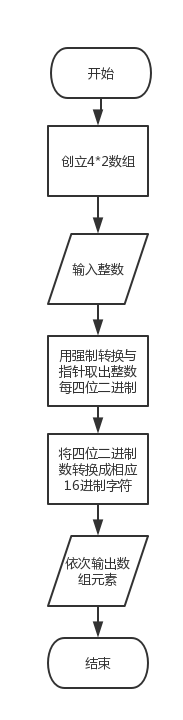 开始
创立4*2数组
输入整数
用强制转换与
指针取出整数
每四位二进制
将四位二进制
数转换成相应
16进制字符
依次输出数
组元素
结束